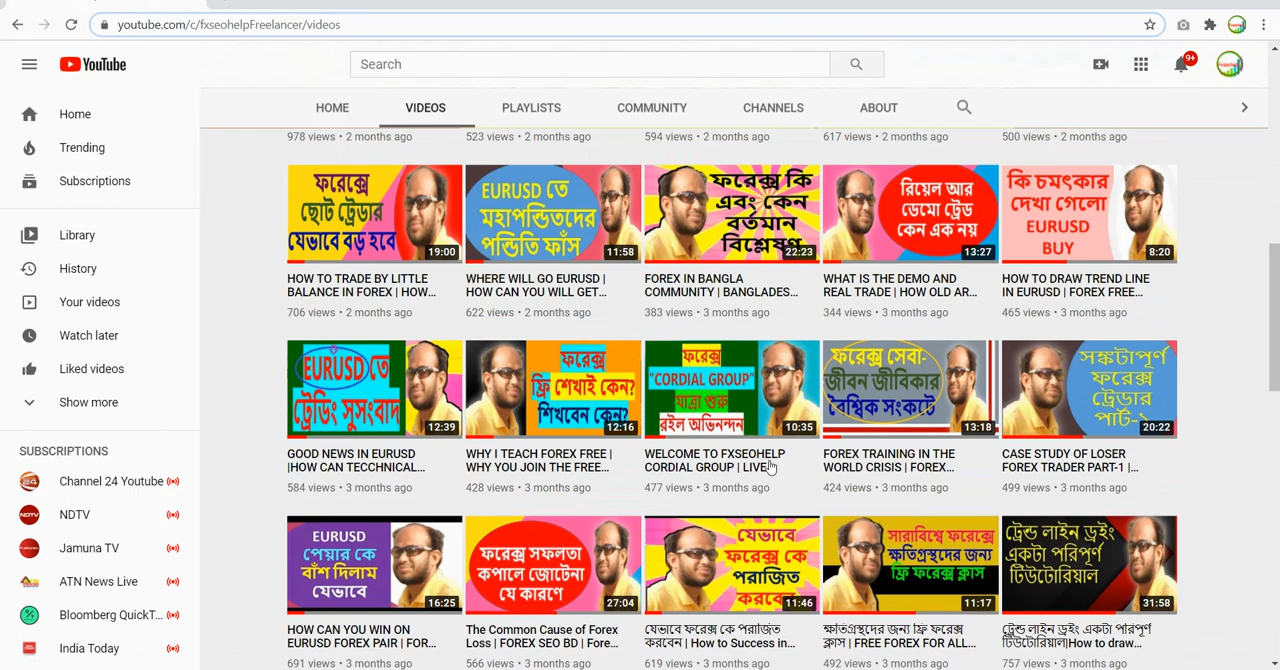 youtube.com/c/fxseohelpFreelancer/videos
YouTube
Search
9+
HOME VIDEOS PLAYLISTS COMMUNITY CHANNELS ABOUT
Home
Trending
Subscriptions
Library
History
Your videos
Watch later
Liked videos
Show more
SUBSCRIPTIONS
Channel 24 Youtube
NDTV
Jamuna TV
ATN News Live
Bloomberg QuickT...
India Today
978 views • 2 months ago
523 views • 2 months ago
594 views • 2 months ago
617 views • 2 months ago
500 views • 2 months ago
ফরেক্সে
ছোট ট্রেডার
যেভাবে বড় হবে
19:00
HOW TO TRADE BY LITTLE
BALANCE IN FOREX | HOW...
706 views • 2 months ago
EURUSD তে
মহাপন্ডিতদের
পন্ডিতি ফাঁস
11:58
WHERE WILL GO EURUSD |
HOW CAN YOU WILL GET...
622 views • 2 months ago
ফরেক্স কি
এবং কেন
বর্তমান
বিশ্লেষণ
22:23
FOREX IN BANGLA
COMMUNITY | BANGLADES...
383 views • 3 months ago
রিয়েল আর
ডেমো ট্রেড
কেন এক নয়
13:27
WHAT IS THE DEMO AND
REAL TRADE | HOW OLD AR...
344 views • 3 months ago
কি চমৎকার
দেখা গেলো
EURUSD
BUY
8:20
HOW TO DRAW TREND LINE
IN EURUSD | FOREX FREE...
465 views • 3 months ago
EURUSD তে
ট্রেডিং সুসংবাদ
12:39
GOOD NEWS IN EURUSD
|HOW CAN TECCHNICAL...
584 views • 3 months ago
ফরেক্স
ফ্রি শেখাই কেন?
শিখবেন কেন?
12:16
WHY I TEACH FOREX FREE |
WHY YOU JOIN THE FREE...
428 views • 3 months ago
ফরেক্স
"CORDIAL GROUP"
যাত্রা শুরু
রইল অভিনন্দন
10:35
WELCOME TO FXSEOHELP
CORDIAL GROUP | LIVE...
477 views • 3 months ago
ফরেক্স সেবা-
জীবন জীবিকার
বৈশ্বিক সংকটে
13:18
FOREX TRAINING IN THE
WORLD CRISIS | FOREX...
424 views • 3 months ago
সঙ্কটাপূর্ণ
ফরেক্স
ট্রেডার
পার্ট-১
20:22
CASE STUDY OF LOSER
FOREX TRADER PART-1 |...
499 views • 3 months ago
EURUSD
পেয়ার কে
বাঁশ দিলাম
যেভাবে
16:25
HOW CAN YOU WIN ON
EURUSD FOREX PAIR | FOR...
691 views • 3 months ago
ফরেক্স সফলতা
কপালে জোটেনা
যে কারণে
27:04
The Common Cause of Forex
Loss | FOREX SEO BD | Fore...
566 views • 3 months ago
যেভাবে
ফরেক্স কে
পরাজিত
করবেন
11:46
যেভাবে ফরেক্স কে পরাজিত
করবেন | How to Success in...
619 views • 3 months ago
সারাবিশ্বে ফরেক্সে
ক্ষতিগ্রস্থদের জন্য
ফ্রি ফরেক্স ক্লাস
11:17
ক্ষতিগ্রস্থদের জন্য ফ্রি ফরেক্স
ক্লাস | FREE FOREX FOR ALL...
492 views • 3 months ago
ট্রেন্ড লাইন ড্রইং
একটা পরিপূর্ণ
টিউটোরিয়াল
31:58
ট্রেন্ড লাইন ড্রইং একটা পরিপূর্ণ
টিউটোরিয়াল|How to draw...
757 views • 3 months ago